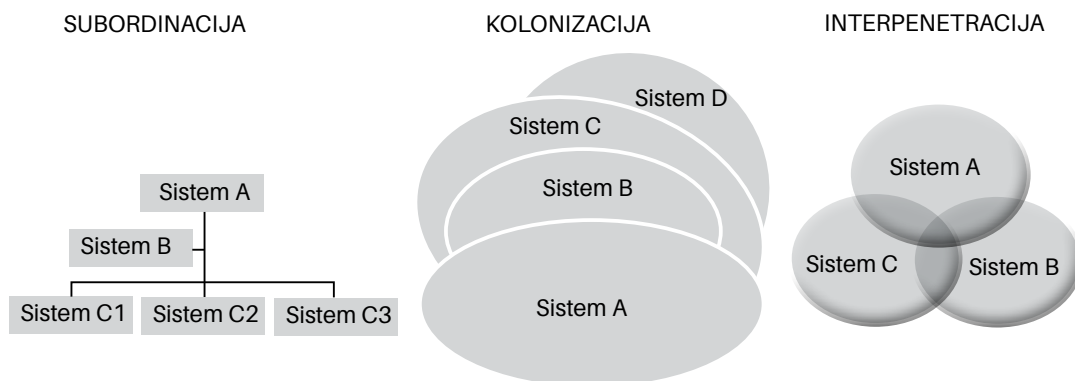 SUBORDINACIJA
Sistem A
Sistem B
Sistem C1
Sistem C2
Sistem C3
KOLONIZACIJA
Sistem D
Sistem C
Sistem B
Sistem A
INTERPENETRACIJA
Sistem A
Sistem C
Sistem B